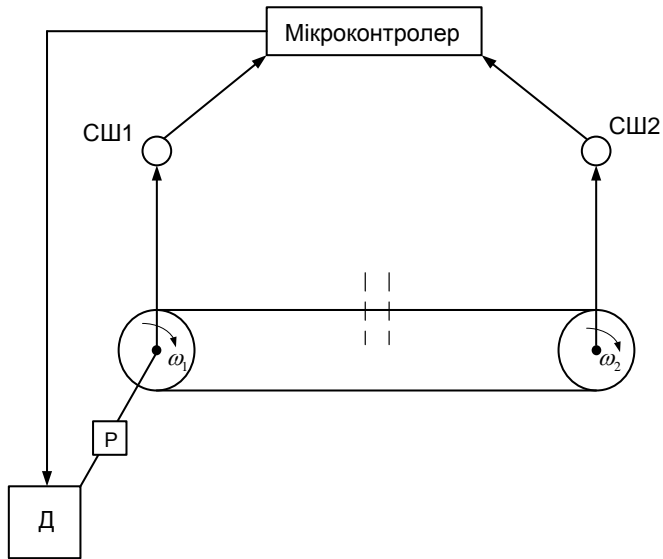 Мікроконтролер
СШ1
СШ2
ω₁
ω₂
Р
Д